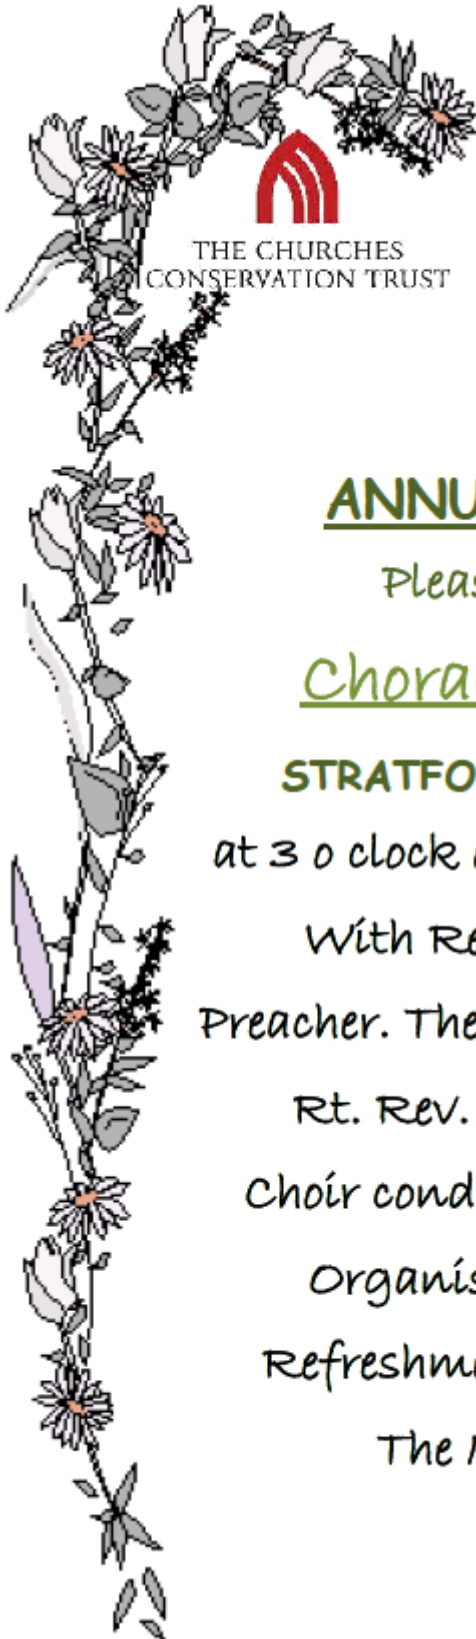 THE CHURCHES
CONSERVATION TRUST
ANNU
Pleas
Chora
STRATFO
at 3 o clock
With Re
Preacher. The
Rt. Rev.
Choir cond
Organis
Refreshme
The